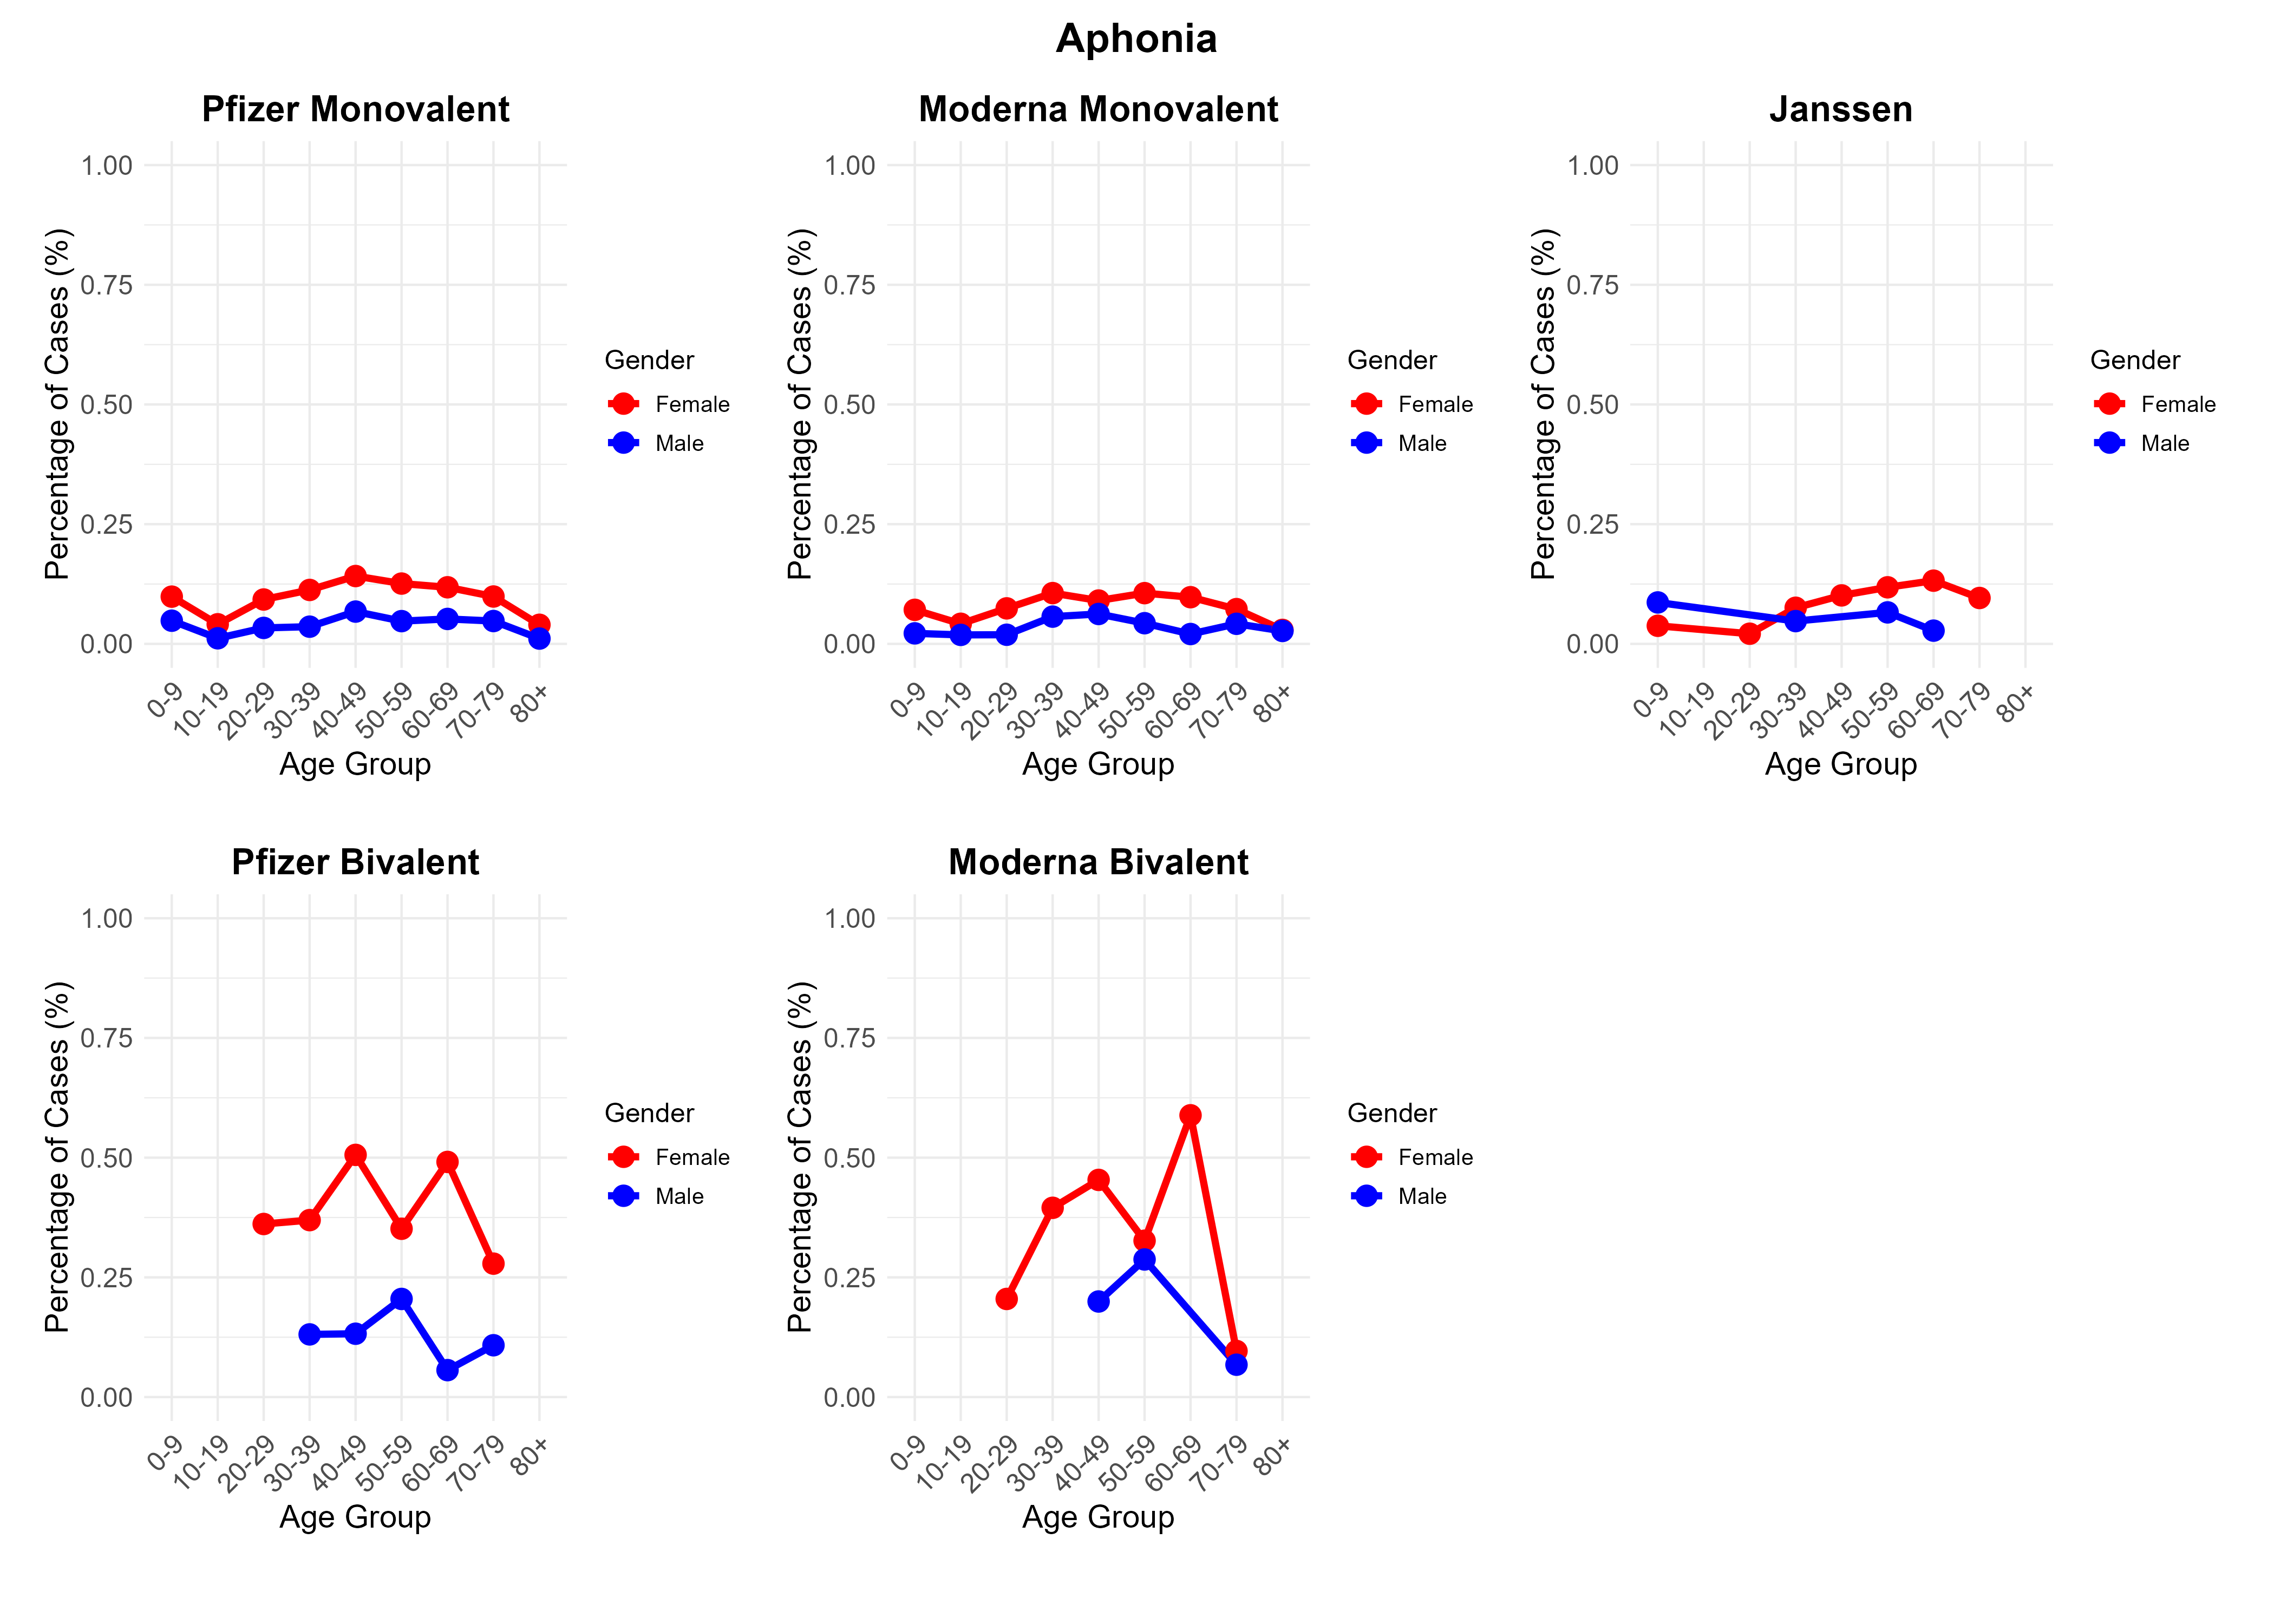 Aphonia
Pfizer Monovalent
Percentage of Cases (%)
1.00
0.75
0.50
0.25
0.00
0-9
10-19
20-29
30-39
40-49
50-59
60-69
70-79
80+
Age Group
Gender
Female
Male
Moderna Monovalent
Percentage of Cases (%)
1.00
0.75
0.50
0.25
0.00
0-9
10-19
20-29
30-39
40-49
50-59
60-69
70-79
80+
Age Group
Gender
Female
Male
Janssen
Percentage of Cases (%)
1.00
0.75
0.50
0.25
0.00
0-9
10-19
20-29
30-39
40-49
50-59
60-69
70-79
80+
Age Group
Gender
Female
Male
Pfizer Bivalent
Percentage of Cases (%)
1.00
0.75
0.50
0.25
0.00
0-9
10-19
20-29
30-39
40-49
50-59
60-69
70-79
80+
Age Group
Gender
Female
Male
Moderna Bivalent
Percentage of Cases (%)
1.00
0.75
0.50
0.25
0.00
0-9
10-19
20-29
30-39
40-49
50-59
60-69
70-79
80+
Age Group
Gender
Female
Male